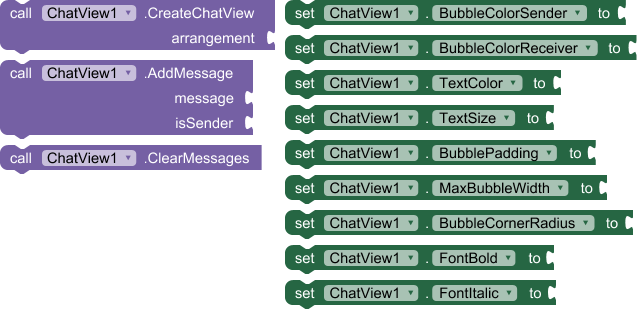 call ChatView1 .CreateChatView
arrangement
call ChatView1 .AddMessage
message
isSender
call ChatView1 .ClearMessages
set ChatView1 . BubbleColorSender to
set ChatView1 . BubbleColorReceiver to
set ChatView1 . TextColor to
set ChatView1 . TextSize to
set ChatView1 . BubblePadding to
set ChatView1 . MaxBubbleWidth to
set ChatView1 . BubbleCornerRadius to
set ChatView1 . FontBold to
set ChatView1 . FontItalic to